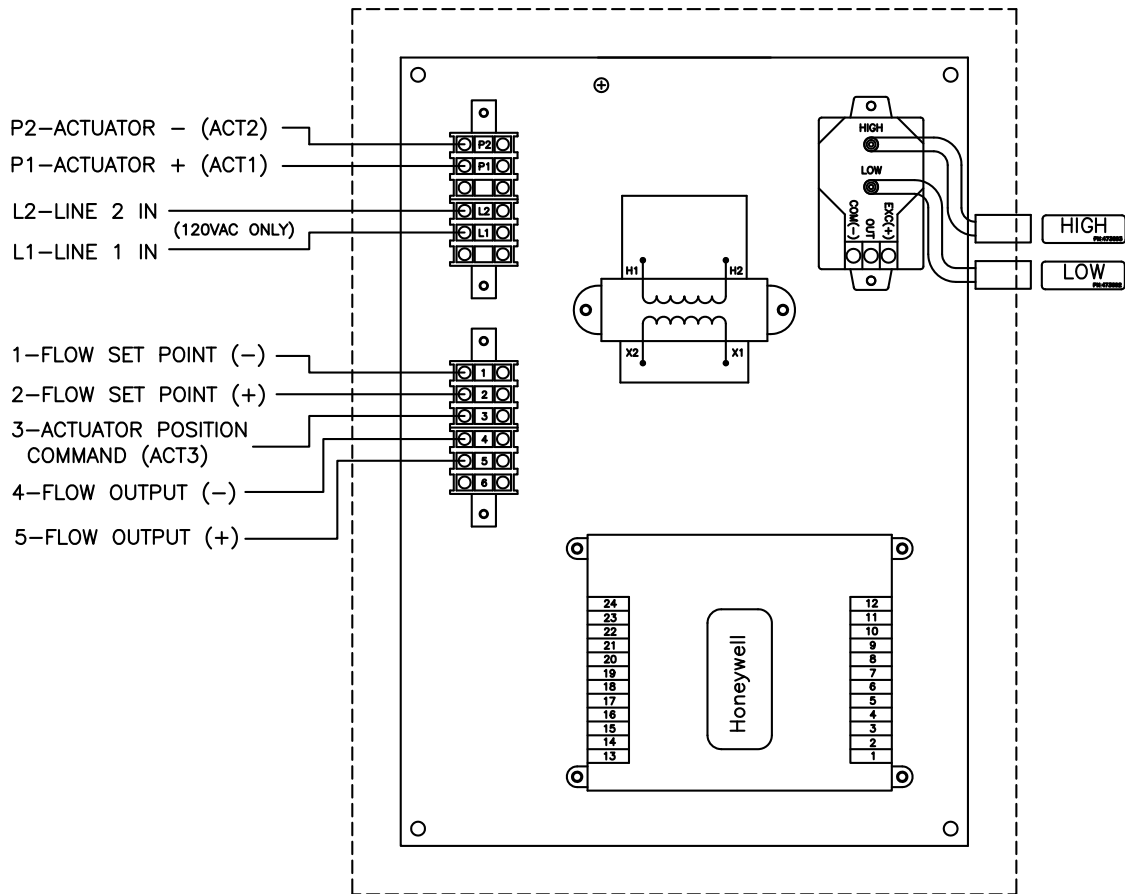 P2-ACTUATOR - (ACT2)
P1-ACTUATOR + (ACT1)
L2-LINE 2 IN
(120VAC ONLY)
L1-LINE 1 IN
1-FLOW SET POINT (-)
2-FLOW SET POINT (+)
3-ACTUATOR POSITION
COMMAND (ACT3)
4-FLOW OUTPUT (-)
5-FLOW OUTPUT (+)
P2
P1
L2
L1
1
2
3
4
5
6
H1
H2
X2
X1
HIGH
LOW
COM(-)
OUT
EXC(+)
HIGH
LOW
24
23
22
21
20
19
18
17
16
15
14
13
Honeywell
12
11
10
9
8
7
6
5
4
3
2
1